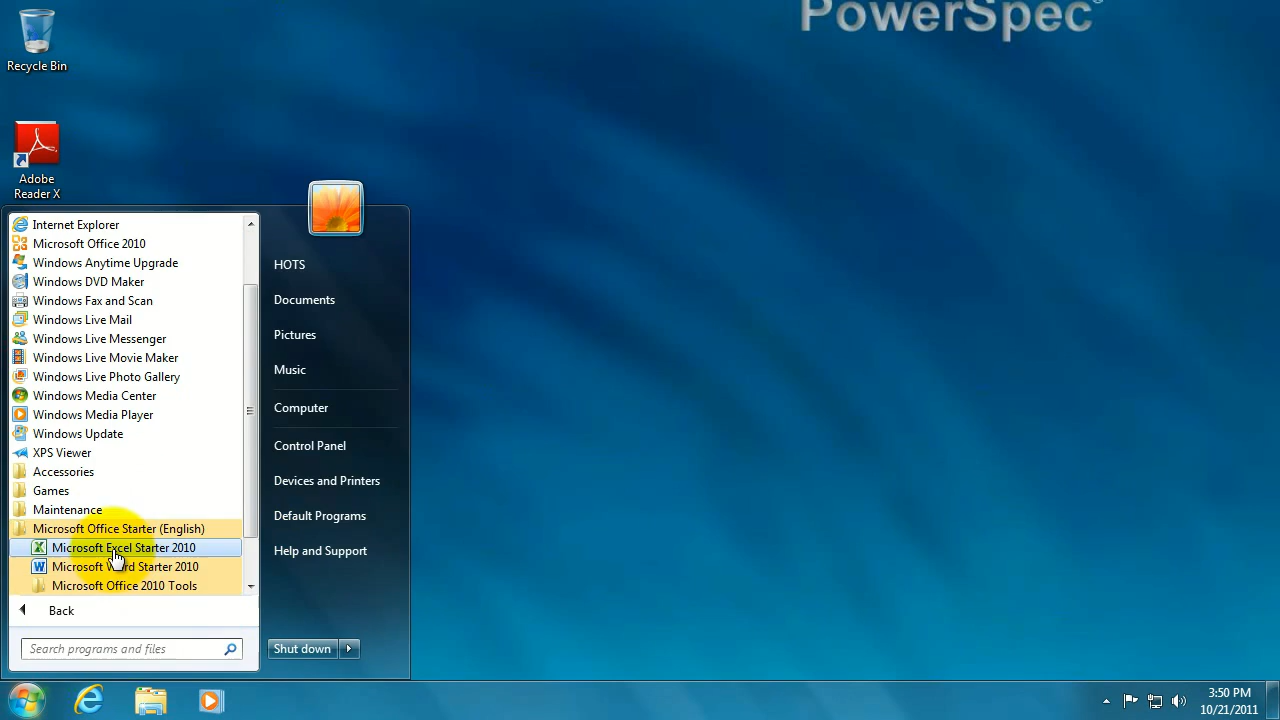 PowerSpec®
Recycle Bin
Adobe
Reader X
Internet Explorer
Microsoft Office 2010
Windows Anytime Upgrade
Windows DVD Maker
Windows Fax and Scan
Windows Live Mail
Windows Live Messenger
Windows Live Movie Maker
Windows Live Photo Gallery
Windows Media Center
Windows Media Player
Windows Update
XPS Viewer
Accessories
Games
Maintenance
Microsoft Office Starter (English)
Microsoft Excel Starter 2010
Microsoft Word Starter 2010
Microsoft Office 2010 Tools
Back
Search programs and files
HOTS
Documents
Pictures
Music
Computer
Control Panel
Devices and Printers
Default Programs
Help and Support
Shut down
3:50 PM
10/21/2011